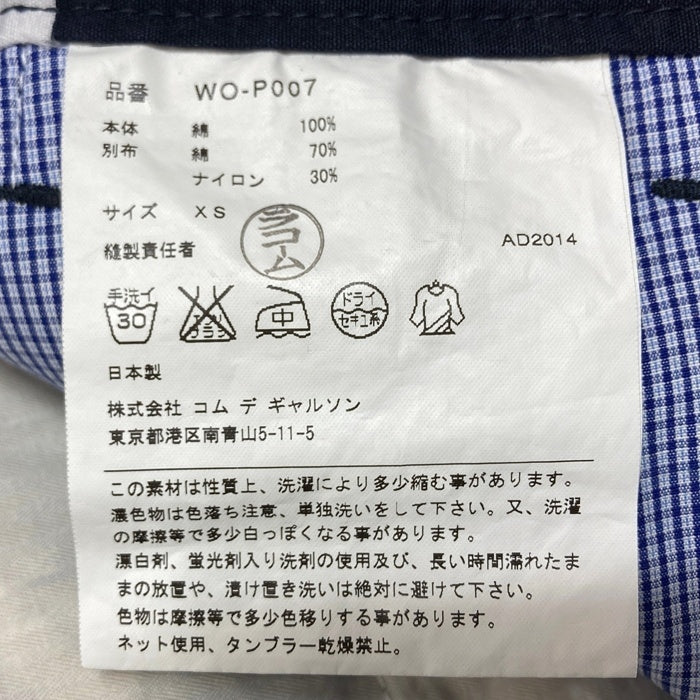 品番 WO-P007
本体 綿 100%
別布 綿 70%
ナイロン 30%
サイズ XS
縫製責任者 コム
AD2014
手洗イ
30
エンソサラシ
中
ドライ
セキユ系
日本製
株式会社 コム デ ギャルソン
東京都港区南青山5-11-5
この素材は性質上、洗濯により多少縮む事があります。
濃色物は色落ち注意、単独洗いをして下さい。又、洗濯
の摩擦等で多少白っぽくなる事があります。
漂白剤、蛍光剤入り洗剤の使用及び、長い時間濡れたま
まの放置や、漬け置き洗いは絶対に避けて下さい。
色物は摩擦等で多少色移りする事があります。
ネット使用、タンブラー乾燥禁止。